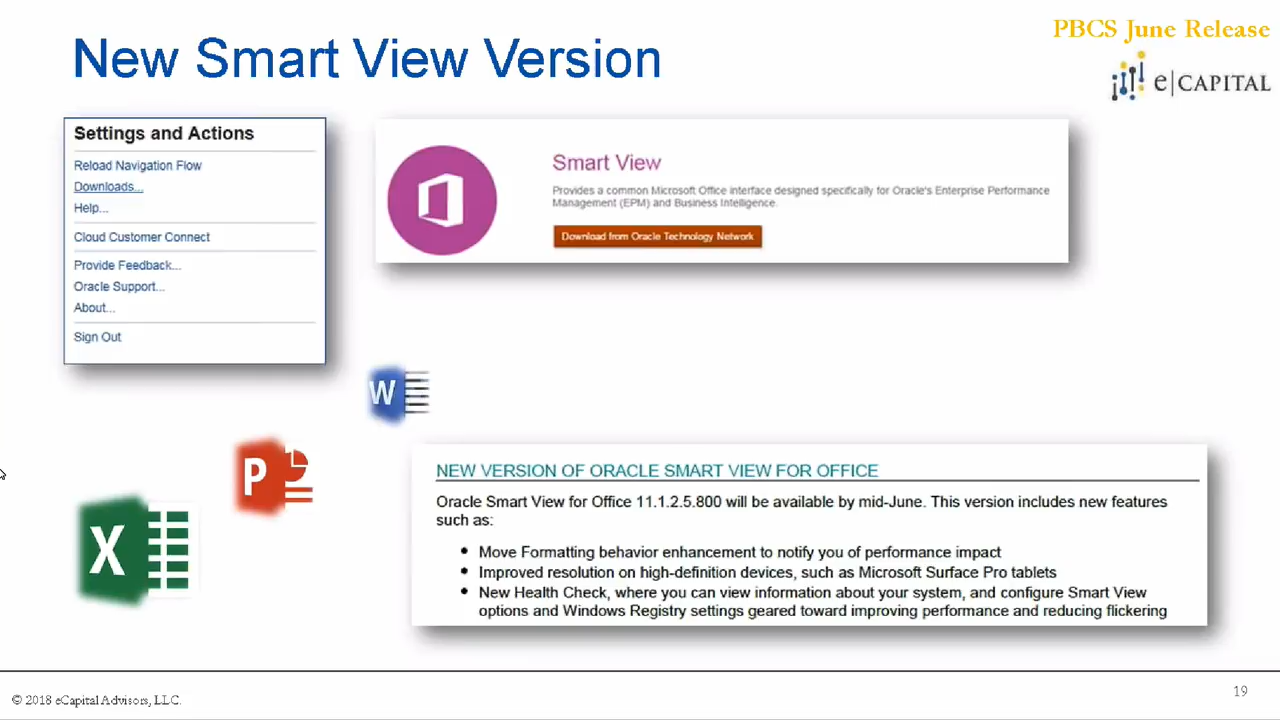 PBCS June Release
New Smart View Version
e|CAPITAL
Settings and Actions
Reload Navigation Flow
Downloads...
Help...
Cloud Customer Connect
Provide Feedback...
Oracle Support...
About...
Sign Out
Smart View
Provides a common Microsoft Office interface designed specifically for Oracle's Enterprise Performance
Management (EPM) and Business Intelligence.
Download from Oracle Technology Network
W
P
X
NEW VERSION OF ORACLE SMART VIEW FOR OFFICE
Oracle Smart View for Office 11.1.2.5.800 will be available by mid-June. This version includes new features
such as:
• Move Formatting behavior enhancement to notify you of performance impact
• Improved resolution on high-definition devices, such as Microsoft Surface Pro tablets
• New Health Check, where you can view information about your system, and configure Smart View
options and Windows Registry settings geared toward improving performance and reducing flickering
© 2018 eCapital Advisors, LLC.
19